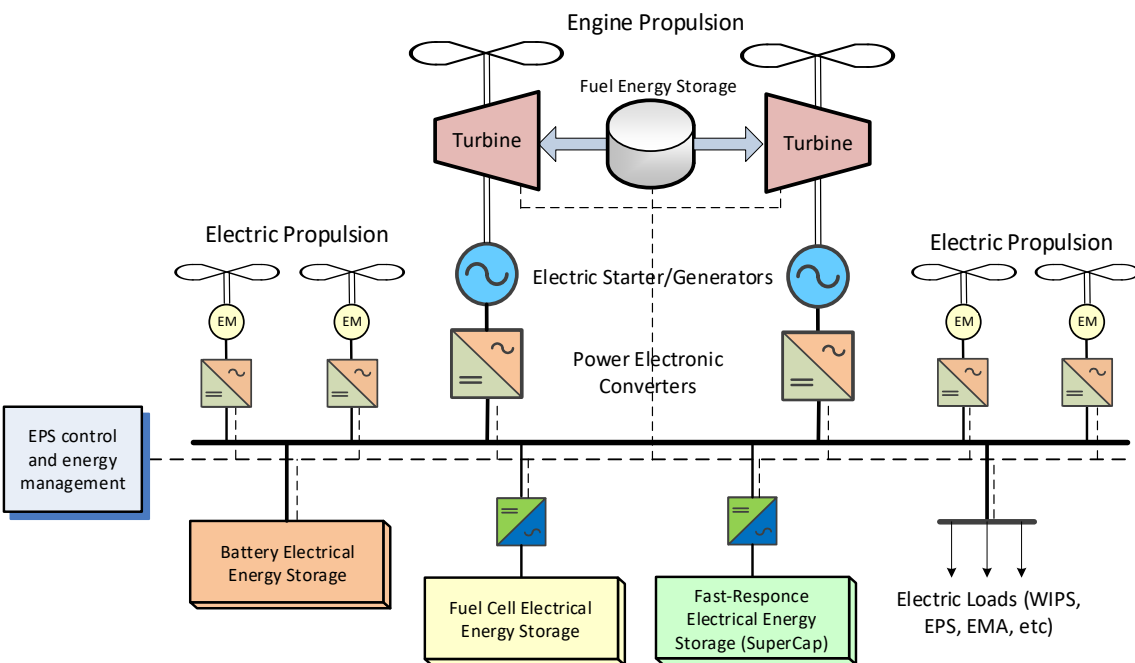 Engine Propulsion
Fuel Energy Storage
Turbine
Turbine
Electric Propulsion
Electric Propulsion
Electric Starter/Generators
EM
EM
EM
EM
Power Electronic
Converters
EPS control
and energy
management
Battery Electrical
Energy Storage
Fuel Cell Electrical
Energy Storage
Fast-Responce
Electrical Energy
Storage (SuperCap)
Electric Loads (WIPS,
EPS, EMA, etc)